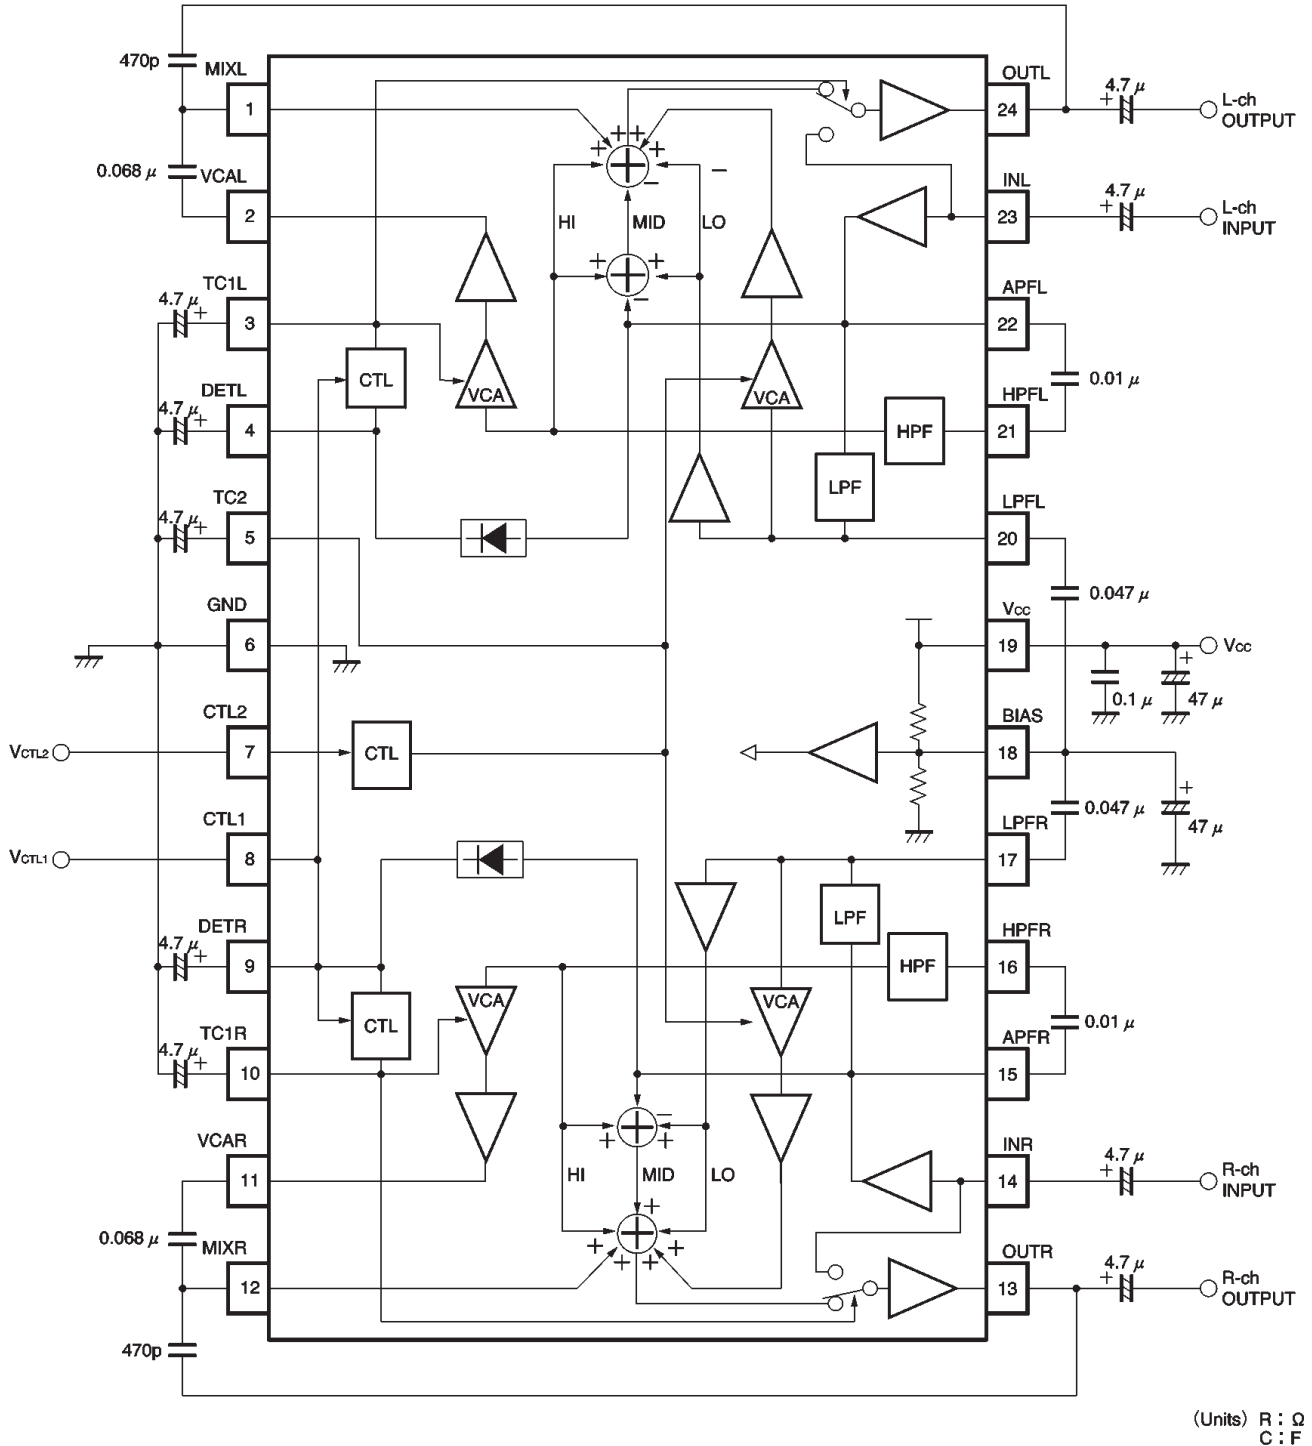 470p
MIXL
1
OUTL
24
4.7 μ
+
L-ch
OUTPUT
0.068 μ
VCAL
2
+ + + +
− −
HI
MID
LO
INL
23
4.7 μ
+
L-ch
INPUT
TC1L
4.7 μ
+
3
+ +
−
APFL
22
CTL
VCA
VCA
0.01 μ
DETL
4.7 μ
+
4
HPF
HPFL
21
LPF
TC2
4.7 μ
+
5
LPFL
20
0.047 μ
GND
6
VCC
19
VCC
+
0.1 μ
47 μ
CTL2
VCTL2
7
CTL
BIAS
18
+
0.047 μ
47 μ
CTL1
VCTL1
8
LPFR
17
LPF
DETR
4.7 μ
+
9
HPF
HPFR
16
VCA
VCA
CTL
0.01 μ
TC1R
4.7 μ
+
10
APFR
15
−
+ +
VCAR
11
HI
MID
LO
INR
14
4.7 μ
+
R-ch
INPUT
0.068 μ
+
+ + + +
MIXR
12
OUTR
13
4.7 μ
+
R-ch
OUTPUT
470p
(Units) R : Ω
C : F